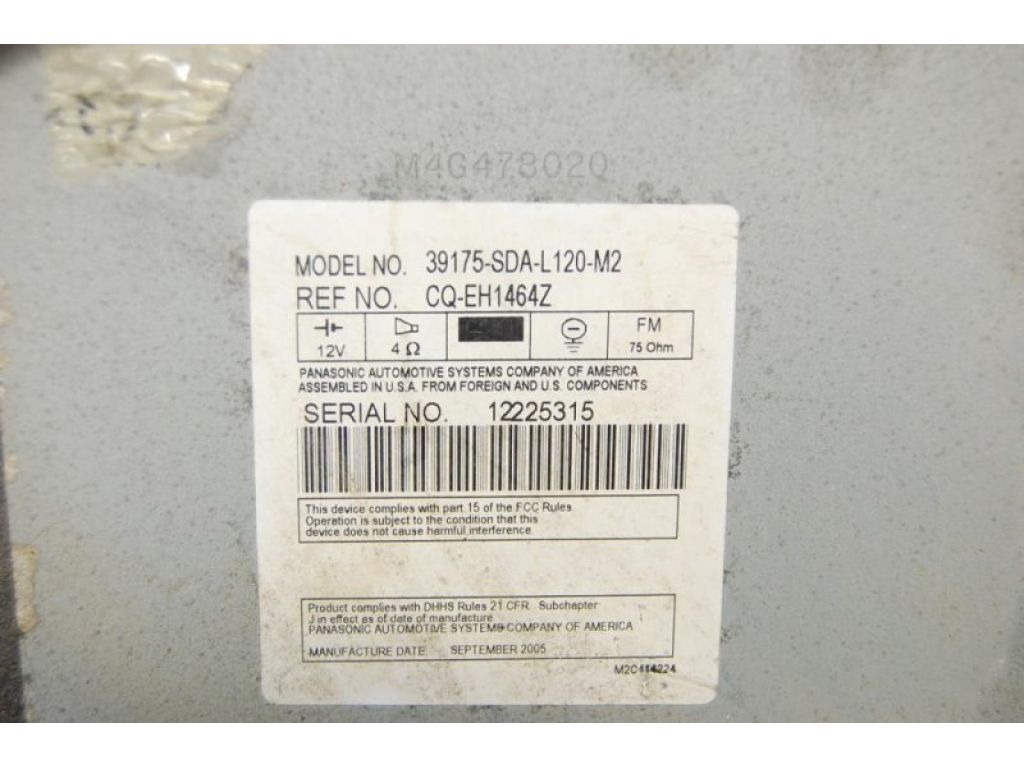 M4G478020
MODEL NO. 39175-SDA-L120-M2
REF NO. CQ-EH1464Z
12V 4 Ω FM 75 Ohm
PANASONIC AUTOMOTIVE SYSTEMS COMPANY OF AMERICA
ASSEMBLED IN U.S.A. FROM FOREIGN AND U.S. COMPONENTS
SERIAL NO. 12225315
This device complies with part 15 of the FCC Rules
Operation is subject to the condition that this
device does not cause harmful interference.
Product complies with DHHS Rules 21 CFR Subchapter
J in effect as of date of manufacture
PANASONIC AUTOMOTIVE SYSTEMS COMPANY OF AMERICA
MANUFACTURE DATE SEPTEMBER 2005